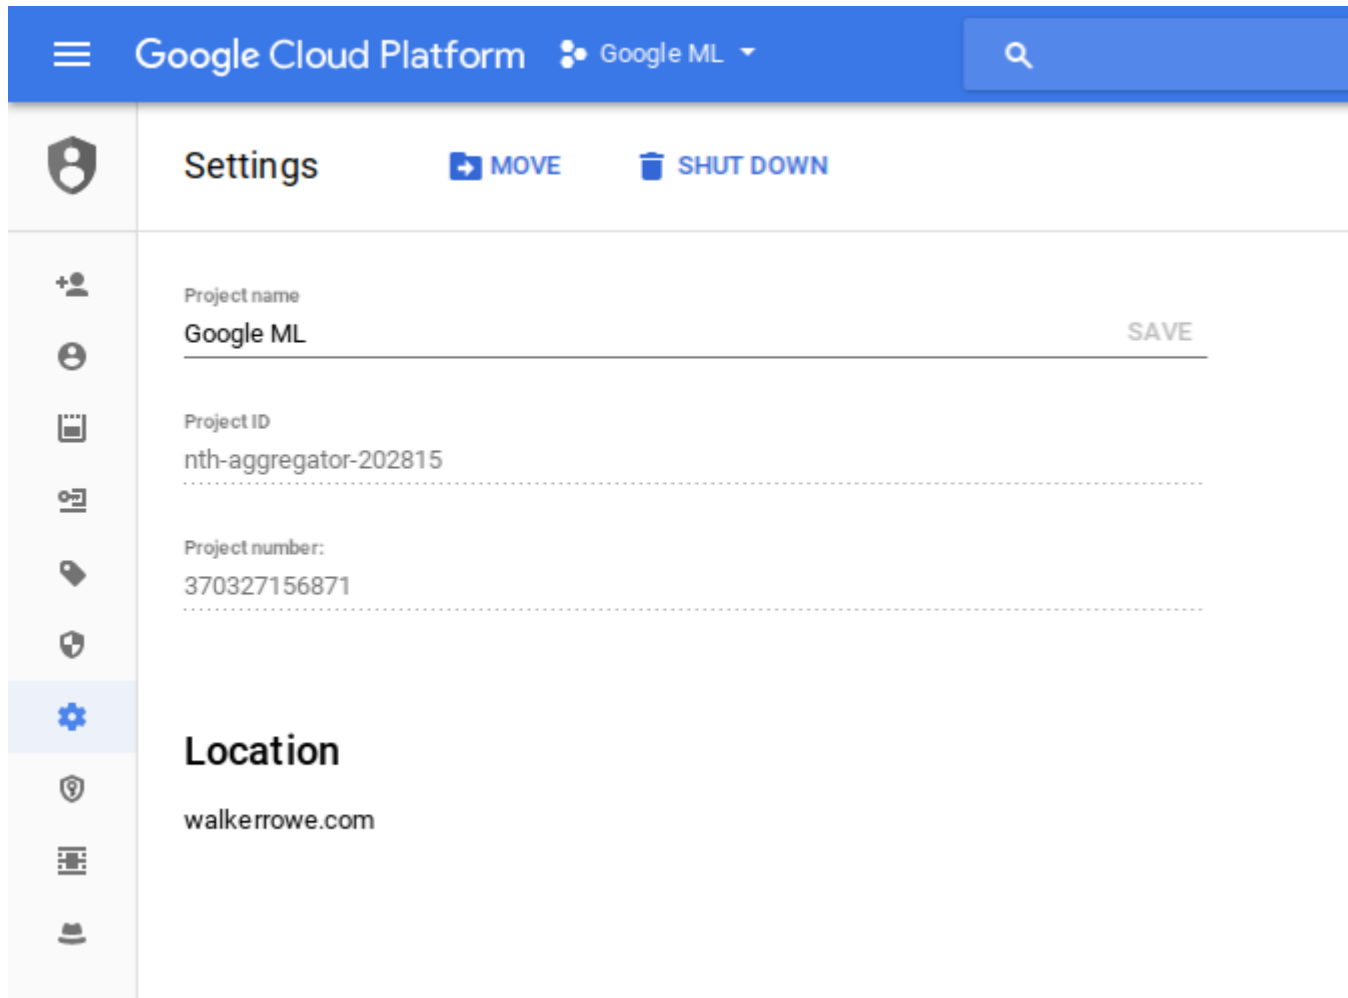 Google Cloud Platform Google ML
Settings MOVE SHUT DOWN
Project name
Google ML SAVE
Project ID
nth-aggregator-202815
Project number:
370327156871
Location
walkerrowe.com